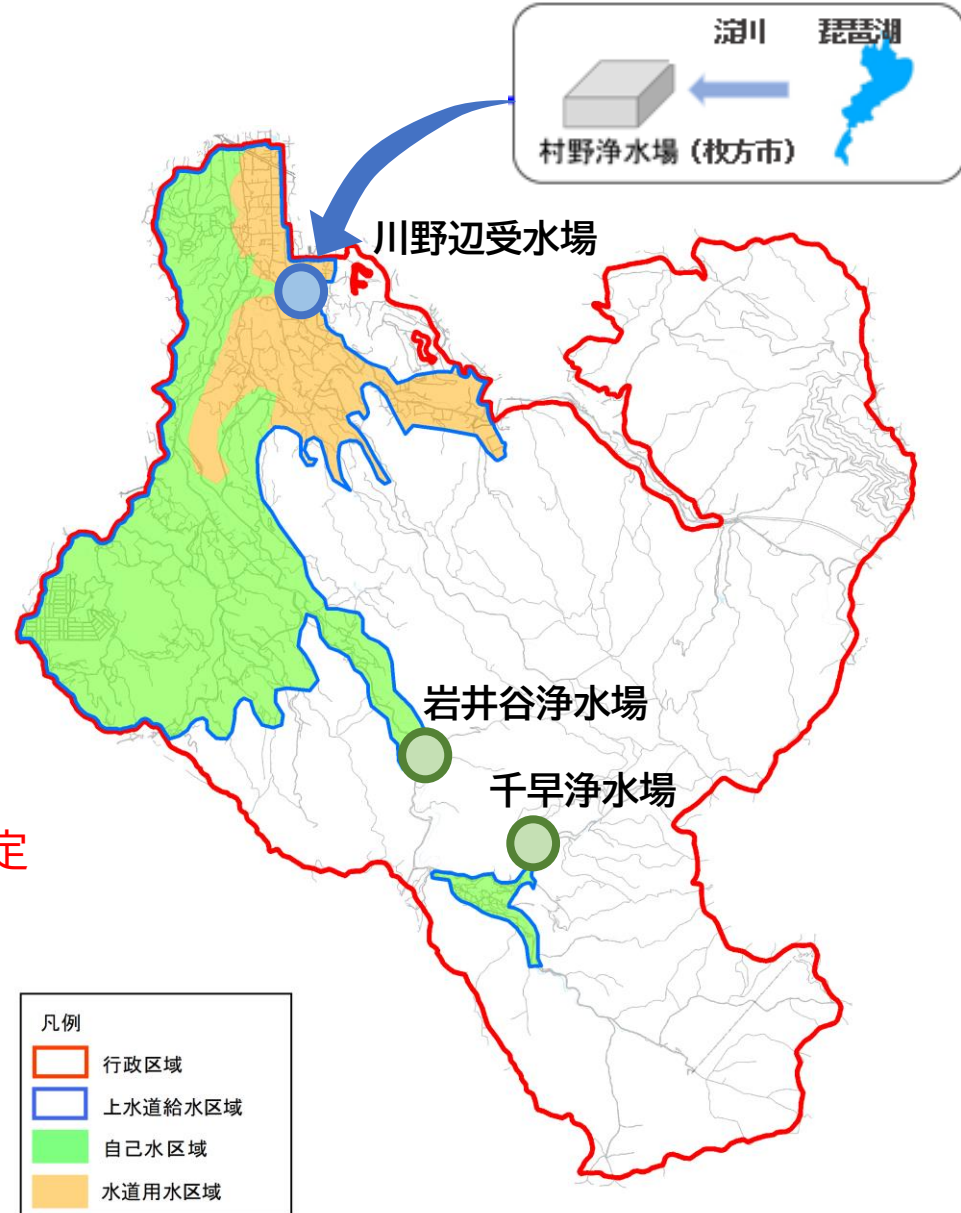 淀川 琵琶湖
村野浄水場（枚方市）
川野辺受水場
岩井谷浄水場
千早浄水場
定
凡例
行政区域
上水道給水区域
自己水区域
水道用水区域